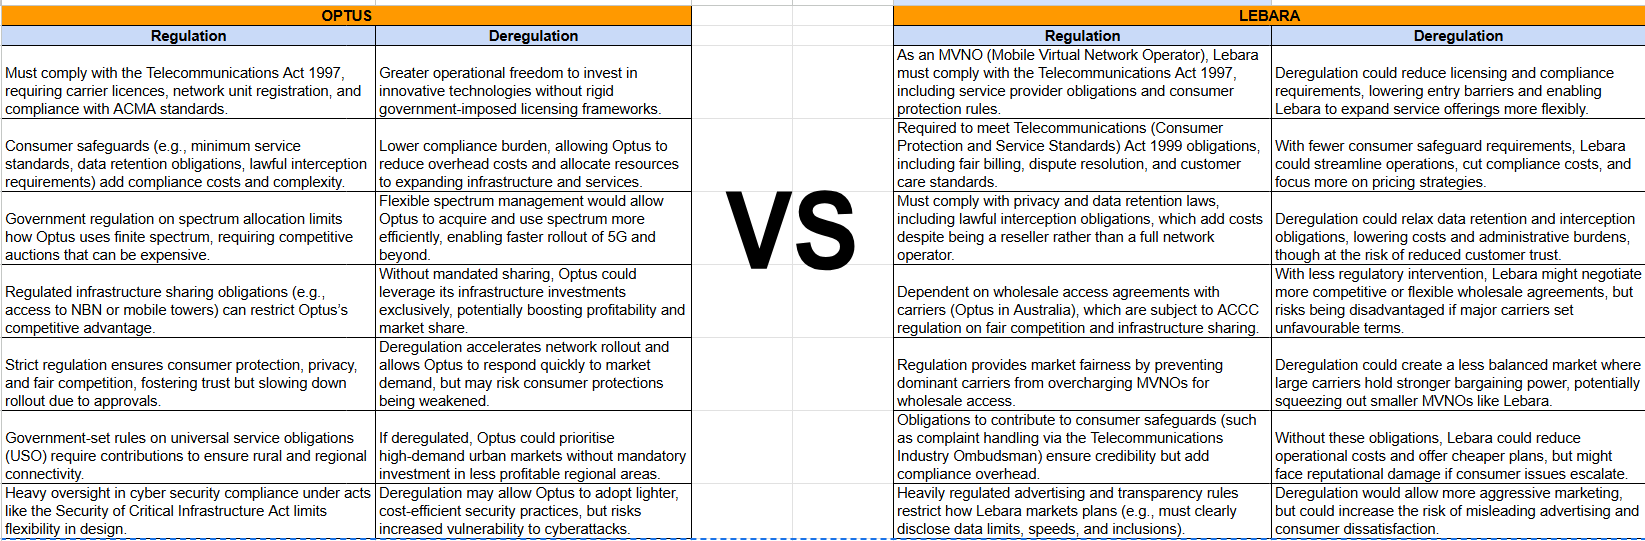 OPTUS
Regulation
Deregulation
Must comply with the Telecommunications Act 1997,
requiring carrier licences, network unit registration, and
compliance with ACMA standards.
Greater operational freedom to invest in
innovative technologies without rigid
government-imposed licensing frameworks.
Consumer safeguards (e.g., minimum service
standards, data retention obligations, lawful interception
requirements) add compliance costs and complexity.
Lower compliance burden, allowing Optus to
reduce overhead costs and allocate resources
to expanding infrastructure and services.
Government regulation on spectrum allocation limits
how Optus uses finite spectrum, requiring competitive
auctions that can be expensive.
Flexible spectrum management would allow
Optus to acquire and use spectrum more
efficiently, enabling faster rollout of 5G and
beyond.
Regulated infrastructure sharing obligations (e.g.,
access to NBN or mobile towers) can restrict Optus's
competitive advantage.
Without mandated sharing, Optus could
leverage its infrastructure investments
exclusively, potentially boosting profitability and
market share.
Strict regulation ensures consumer protection, privacy,
and fair competition, fostering trust but slowing down
rollout due to approvals.
Deregulation accelerates network rollout and
allows Optus to respond quickly to market
demand, but may risk consumer protections
being weakened.
Government-set rules on universal service obligations
(USO) require contributions to ensure rural and regional
connectivity.
If deregulated, Optus could prioritise
high-demand urban markets without mandatory
investment in less profitable regional areas.
Heavy oversight in cyber security compliance under acts
like the Security of Critical Infrastructure Act limits
flexibility in design.
Deregulation may allow Optus to adopt lighter,
cost-efficient security practices, but risks
increased vulnerability to cyberattacks.
VS
LEBARA
Regulation
Deregulation
As an MVNO (Mobile Virtual Network Operator), Lebara
must comply with the Telecommunications Act 1997,
including service provider obligations and consumer
protection rules.
Deregulation could reduce licensing and compliance
requirements, lowering entry barriers and enabling
Lebara to expand service offerings more flexibly.
Required to meet Telecommunications (Consumer
Protection and Service Standards) Act 1999 obligations,
including fair billing, dispute resolution, and customer
care standards.
With fewer consumer safeguard requirements, Lebara
could streamline operations, cut compliance costs, and
focus more on pricing strategies.
Must comply with privacy and data retention laws,
including lawful interception obligations, which add costs
despite being a reseller rather than a full network
operator.
Deregulation could relax data retention and interception
obligations, lowering costs and administrative burdens,
though at the risk of reduced customer trust.
Dependent on wholesale access agreements with
carriers (Optus in Australia), which are subject to ACCC
regulation on fair competition and infrastructure sharing.
With less regulatory intervention, Lebara might negotiate
more competitive or flexible wholesale agreements, but
risks being disadvantaged if major carriers set
unfavourable terms.
Regulation provides market fairness by preventing
dominant carriers from overcharging MVNOs for
wholesale access.
Deregulation could create a less balanced market where
large carriers hold stronger bargaining power, potentially
squeezing out smaller MVNOs like Lebara.
Obligations to contribute to consumer safeguards (such
as complaint handling via the Telecommunications
Industry Ombudsman) ensure credibility but add
compliance overhead.
Without these obligations, Lebara could reduce
operational costs and offer cheaper plans, but might
face reputational damage if consumer issues escalate.
Heavily regulated advertising and transparency rules
restrict how Lebara markets plans (e.g., must clearly
disclose data limits, speeds, and inclusions).
Deregulation would allow more aggressive marketing,
but could increase the risk of misleading advertising and
consumer dissatisfaction.